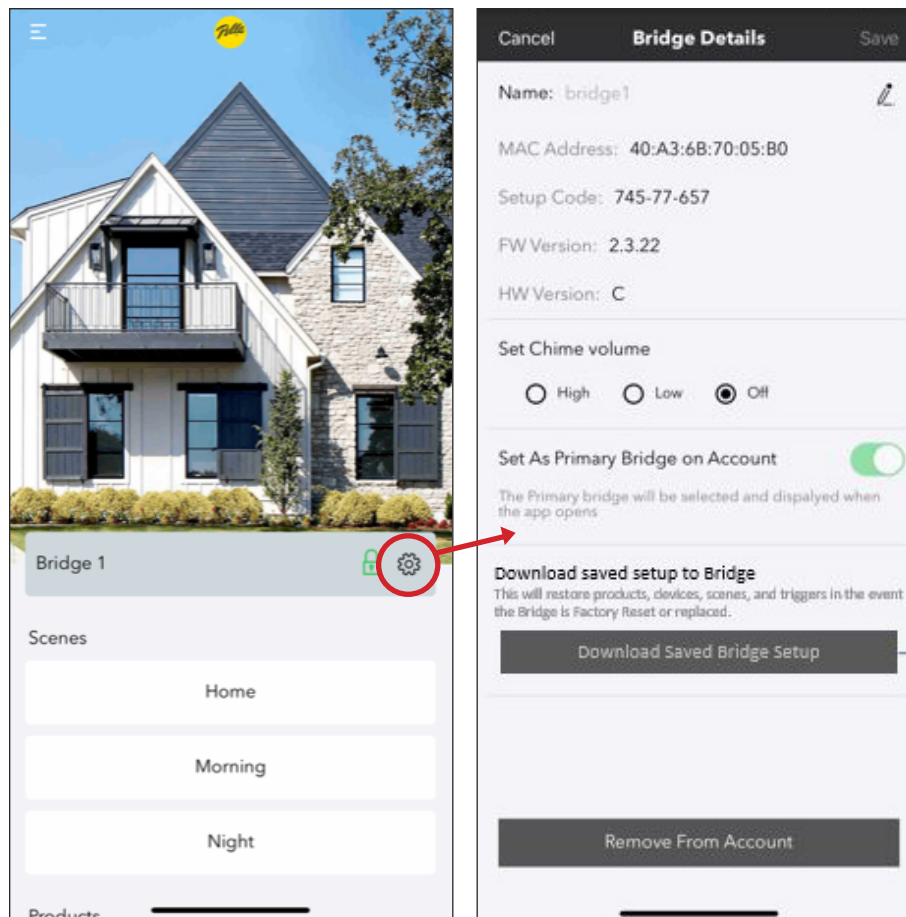 Pella
Bridge 1
Scenes
Home
Morning
Night
Products
Cancel Bridge Details Save
Name: bridge1
MAC Address: 40:A3:6B:70:05:B0
Setup Code: 745-77-657
FW Version: 2.3.22
HW Version: C
Set Chime volume
High Low Off
Set As Primary Bridge on Account
The Primary bridge will be selected and dispalyed when
the app opens
Download saved setup to Bridge
This will restore products, devices, scenes, and triggers in the event
the Bridge is Factory Reset or replaced.
Download Saved Bridge Setup
Remove From Account